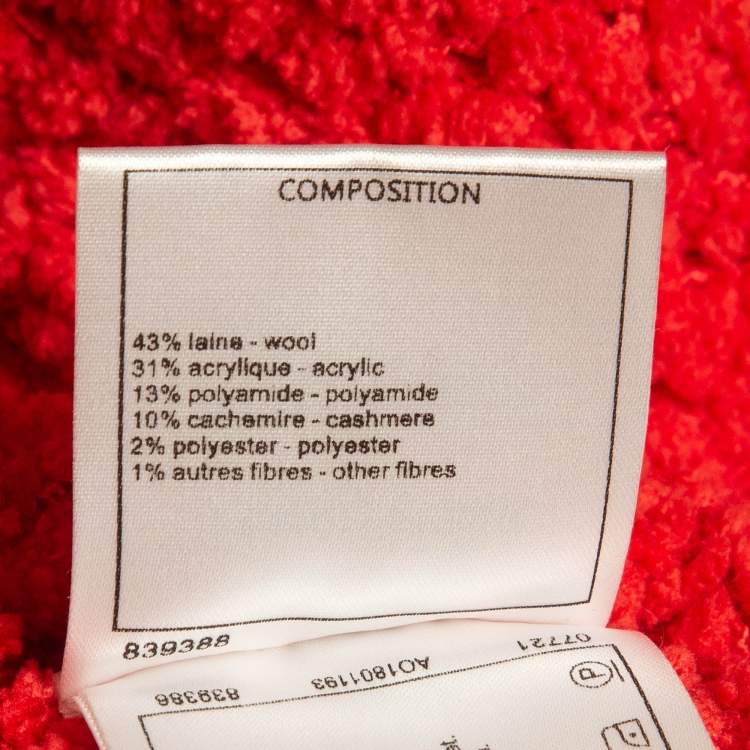 COMPOSITION
43% laine - wool
31% acrylique - acrylic
13% polyamide - polyamide
10% cachemire - cashmere
2% polyester - polyester
1% autres fibres - other fibres
839388
07721
AO1801193
839386
P